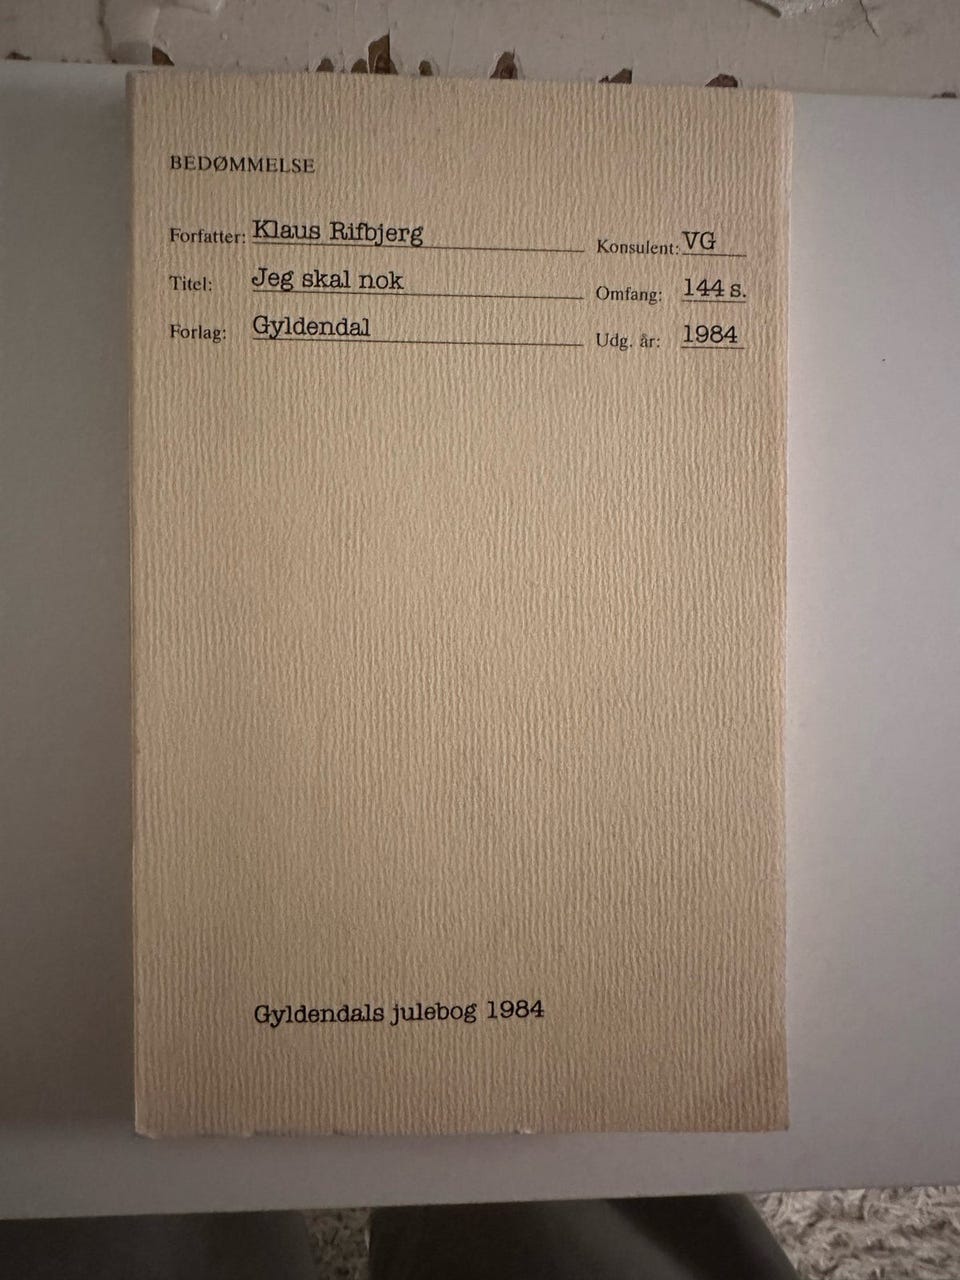 BEDØMMELSE
Forfatter: Klaus Rifbjerg Konsulent: VG
Titel: Jeg skal nok Omfang: 144 s.
Forlag: Gyldendal Udg. år: 1984
Gyldendals julebog 1984